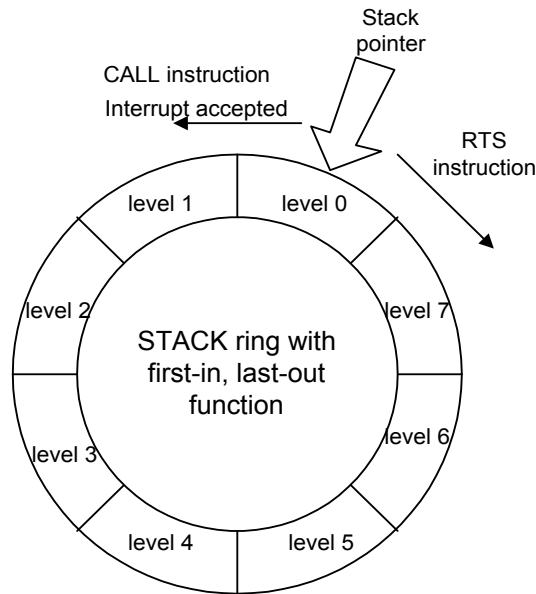 Stack
pointer
CALL instruction
Interrupt accepted
RTS
instruction
level 1
level 0
level 2
level 7
STACK ring with
first-in, last-out
function
level 3
level 6
level 4
level 5